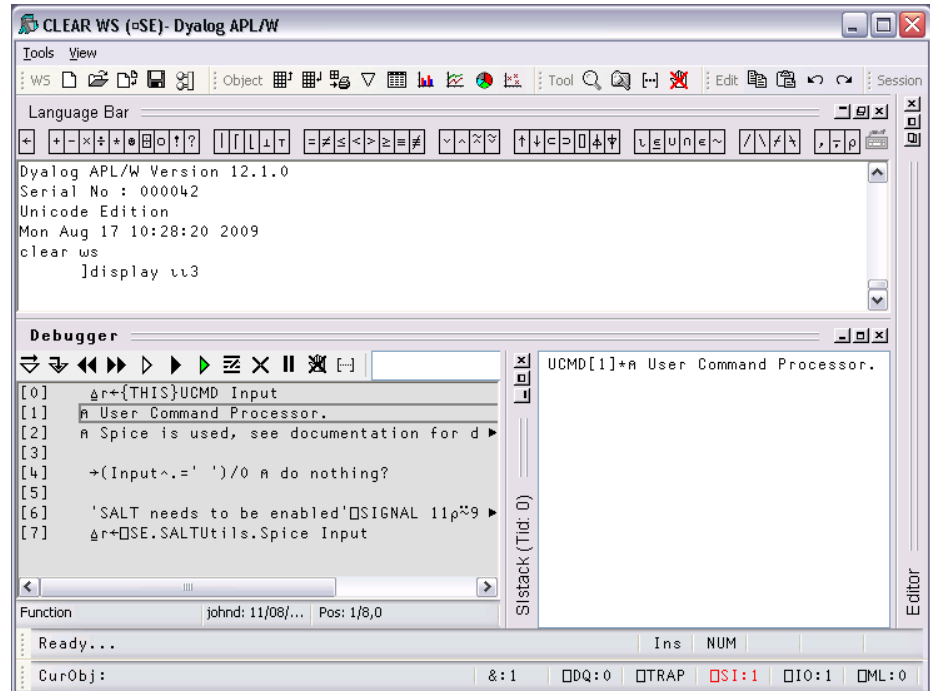 CLEAR WS (¤SE)- Dyalog APL/W
Tools View
WS Object Tool Edit Session
Language Bar
← + - × ÷ * ⍟ ⌹ ○ ! ? | ⌈ ⌊ ⊥ ⊤ = ≠ ≤ < > ≥ ≡ ≢ ∨ ∧ ⍲ ⍱ ↑ ↓ ⊂ ⊃ ⌷ ⍋ ⍒ ⍳ ⍷ ∪ ∩ ∊ ~ / \ ⌿ ⍀ , ⍪ ⍴
Dyalog APL/W Version 12.1.0
Serial No : 000042
Unicode Edition
Mon Aug 17 10:28:20 2009
clear ws
]display ⍳⍳3
Debugger
[0] ∆r←{THIS}UCMD Input
[1] ⍝ User Command Processor.
[2] ⍝ Spice is used, see documentation for d
[3]
[4] →(Input∧.=' ')/0 ⍝ do nothing?
[5]
[6] 'SALT needs to be enabled'⎕SIGNAL 11⍴⍨9
[7] ∆r←⎕SE.SALTUtils.Spice Input
UCMD[1]*⍝ User Command Processor.
SIstack (Tid: 0)
Editor
Function johnd: 11/08/... Pos: 1/8,0
Ready... Ins NUM
CurObj: &:1 ⎕DQ:0 ⎕TRAP ⎕SI:1 ⎕IO:1 ⎕ML:0